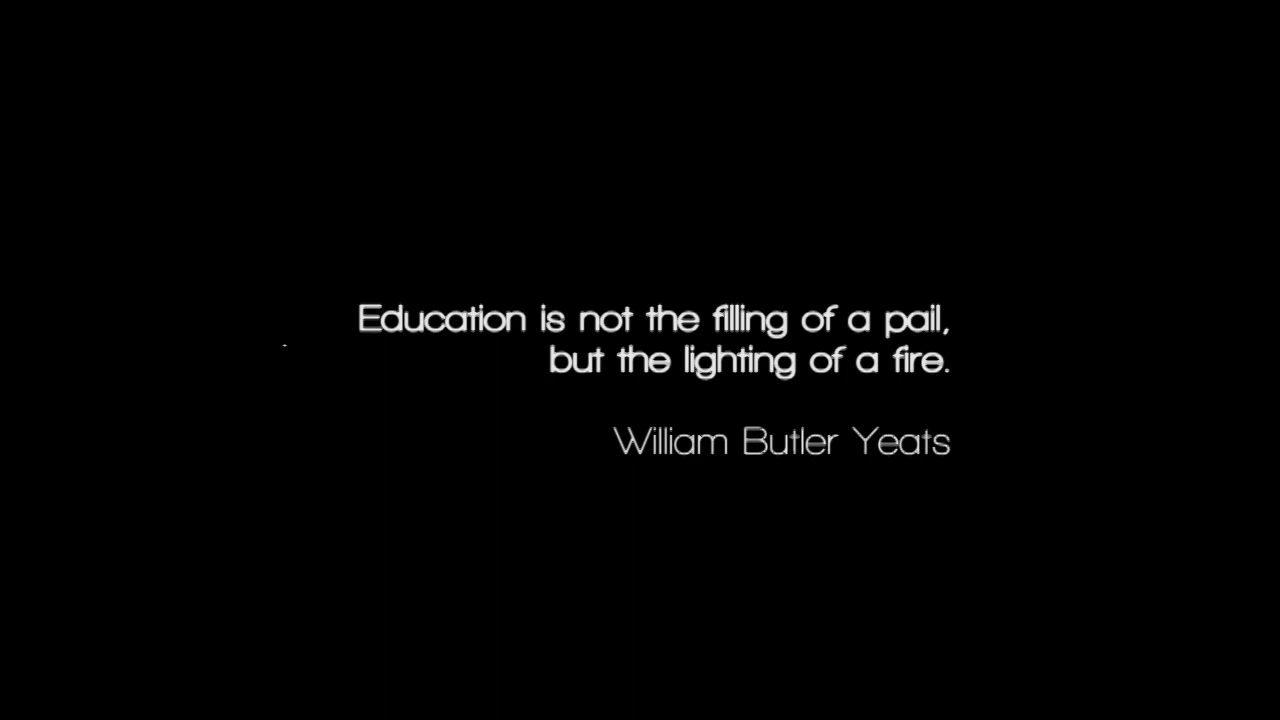 Education is not the filling of a pail,
but the lighting of a fire.
William Butler Yeats